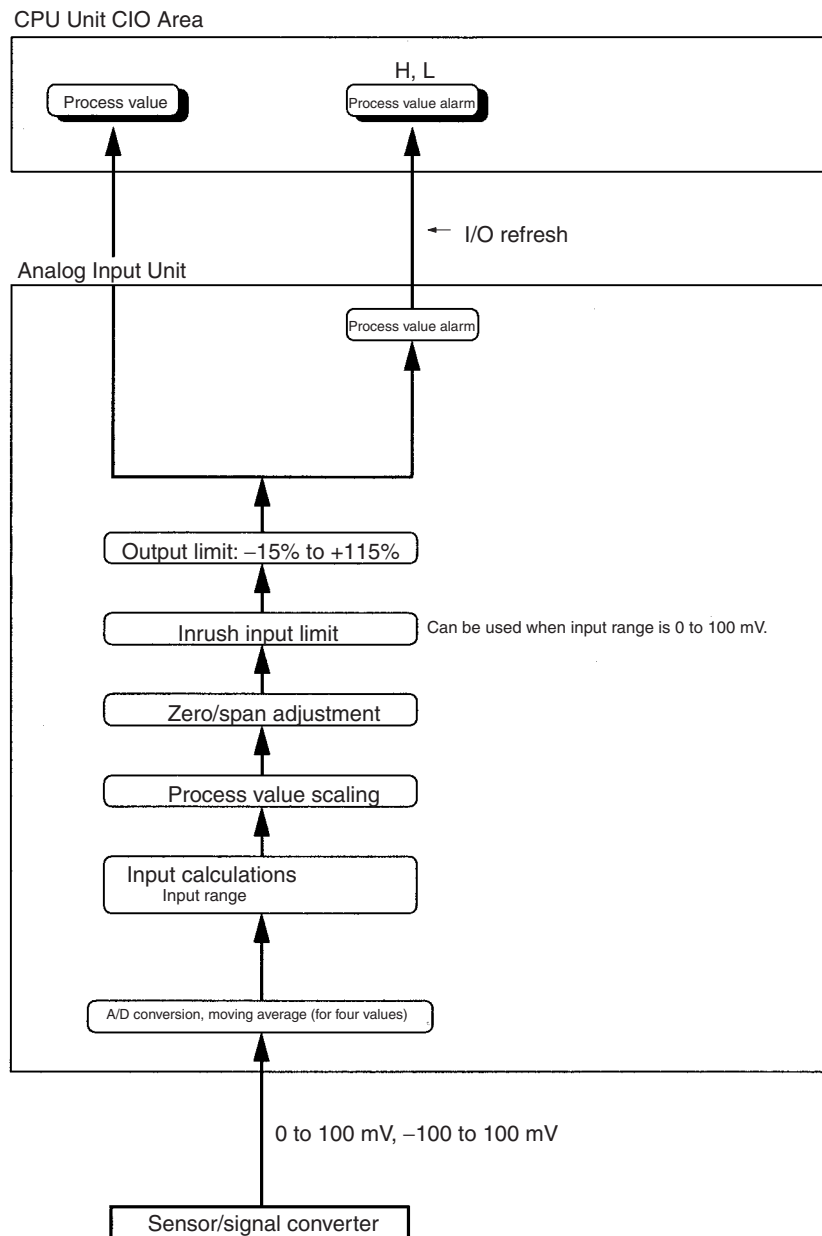 CPU Unit CIO Area
H, L
Process value
Process value alarm
I/O refresh
Analog Input Unit
Process value alarm
Output limit: –15% to +115%
Inrush input limit
Can be used when input range is 0 to 100 mV.
Zero/span adjustment
Process value scaling
Input calculations
Input range
A/D conversion, moving average (for four values)
0 to 100 mV, –100 to 100 mV
Sensor/signal converter